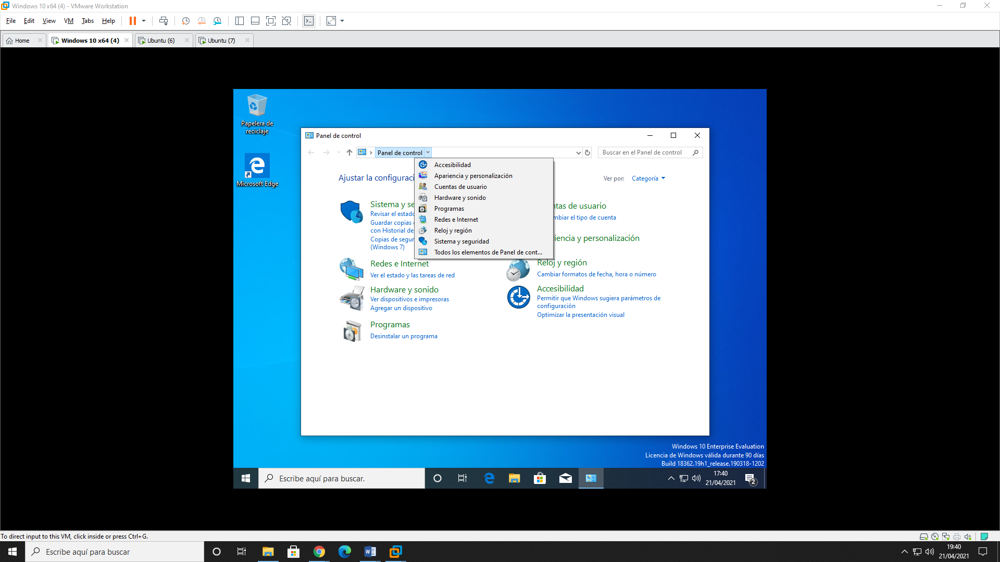 Windows 10 x64 (4) - VMware Workstation
File Edit View VM Tabs Help
Home Windows 10 x64 (4) Ubuntu (6) Ubuntu (7)
Papelera de
reciclaje
Microsoft Edge
Panel de control
Panel de control
Buscar en el Panel de control
Accesibilidad
Apariencia y personalización
Cuentas de usuario
Hardware y sonido
Programas
Redes e Internet
Reloj y región
Sistema y seguridad
Todos los elementos de Panel de cont...
Ajustar la configuraci
Ver por: Categoría
Sistema y se
Revisar el estado
Guardar copias
con Historial de
Copias de segur
(Windows 7)
Redes e Internet
Ver el estado y las tareas de red
Hardware y sonido
Ver dispositivos e impresoras
Agregar un dispositivo
Programas
Desinstalar un programa
tas de usuario
mbiar el tipo de cuenta
riencia y personalización
Reloj y región
Cambiar formatos de fecha, hora o número
Accesibilidad
Permitir que Windows sugiera parámetros de
configuración
Optimizar la presentación visual
Windows 10 Enterprise Evaluation
Licencia de Windows válida durante 90 días
Build 18362.19h1_release.190318-1202
Escribe aquí para buscar.
17:40
21/04/2021
2
To direct input to this VM, click inside or press Ctrl+G.
Escribe aquí para buscar
19:40
21/04/2021